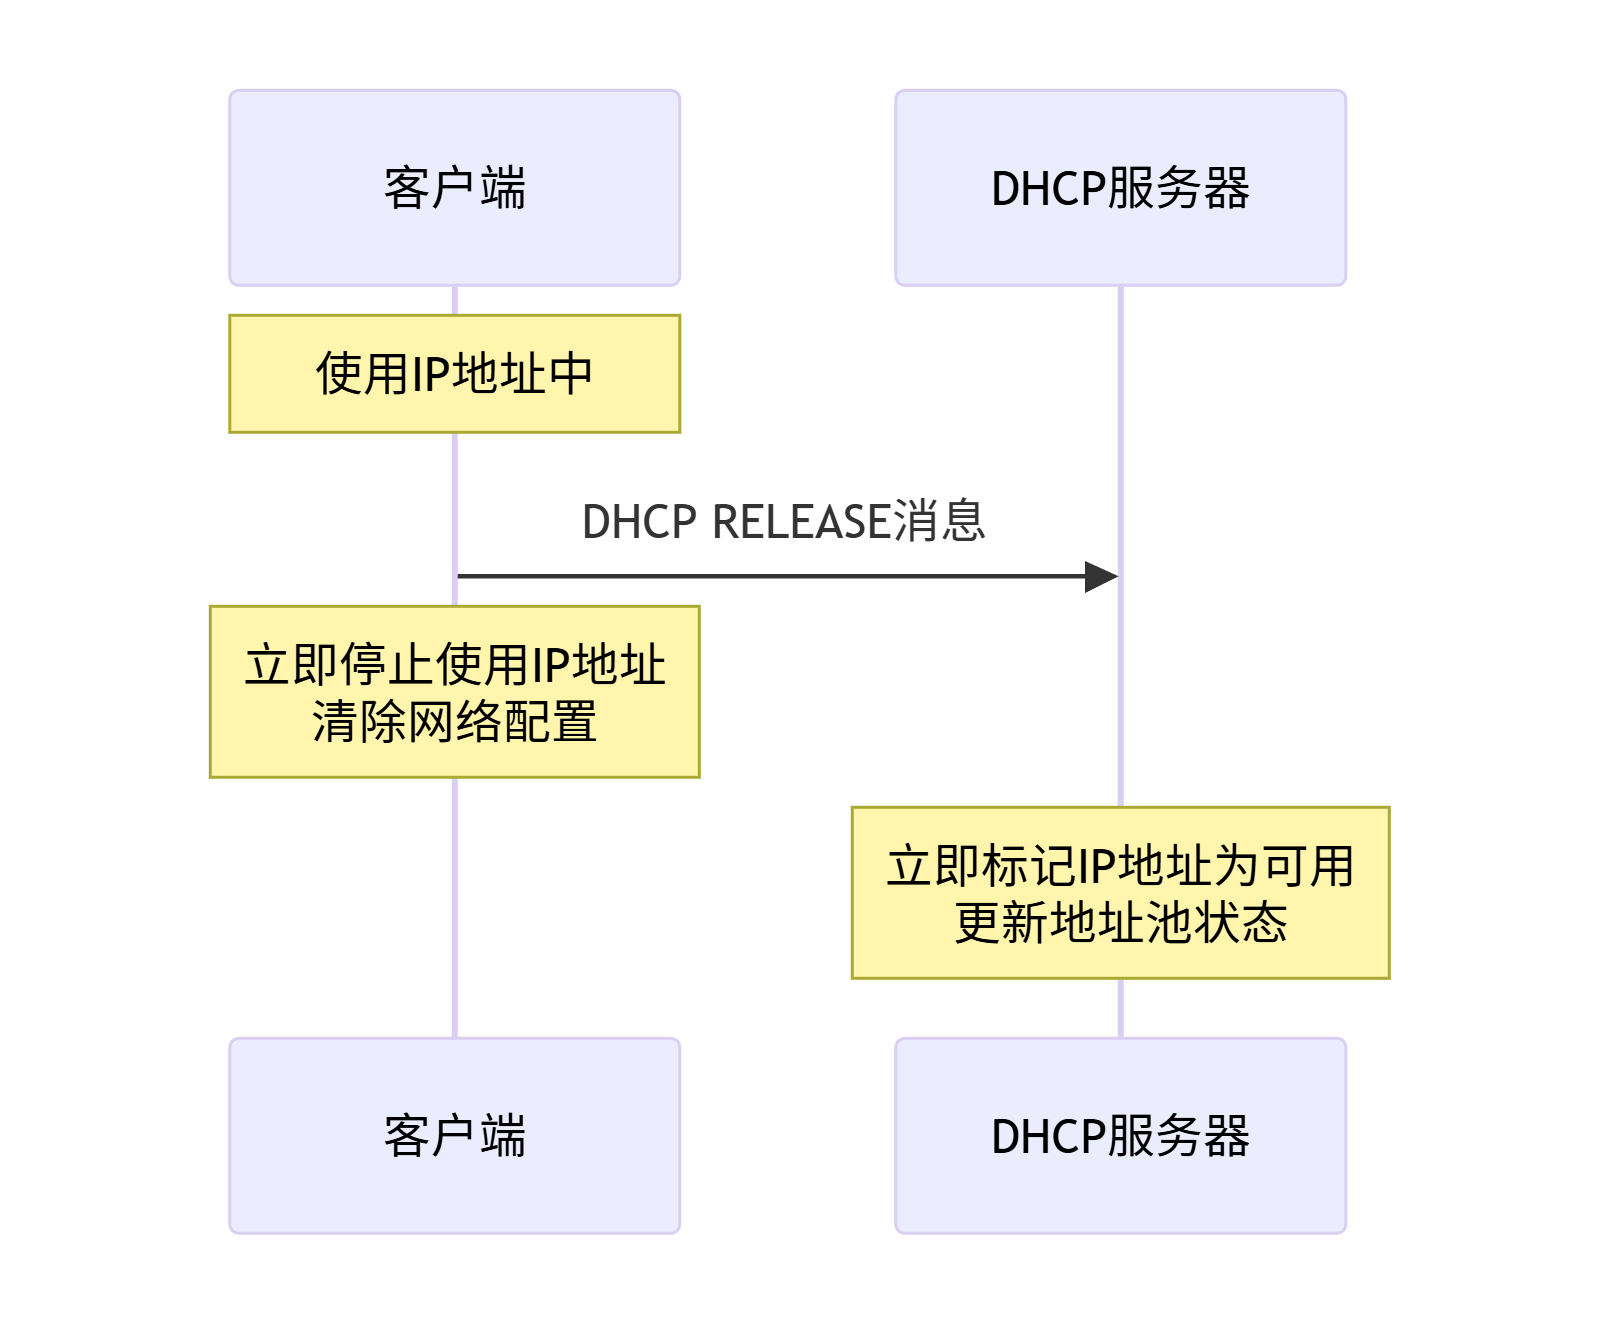 客户端
DHCP服务器
使用IP地址中
DHCP RELEASE消息
立即停止使用IP地址
清除网络配置
立即标记IP地址为可用
更新地址池状态
客户端
DHCP服务器